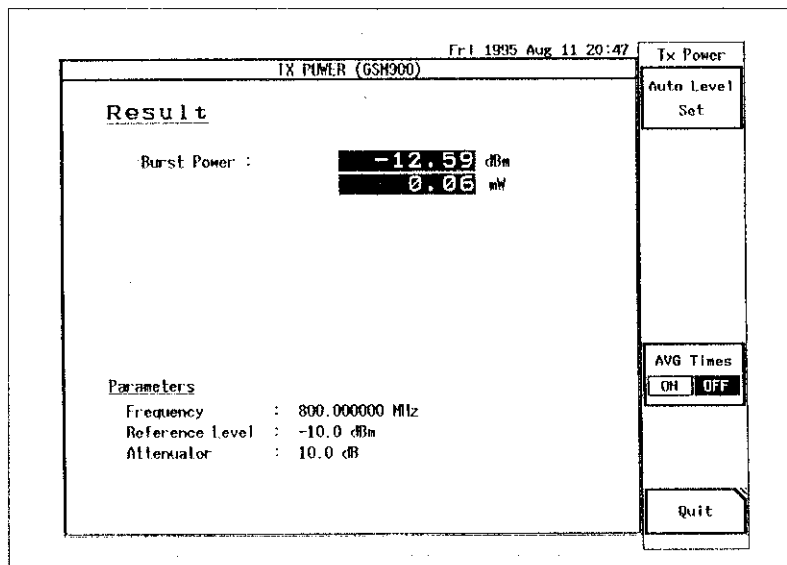 Fri 1995 Aug 11 20:47
TX POWER (GSM900)
Result
Burst Power : -12.59 dBm
0.06 mW
Parameters
Frequency : 800.000000 MHz
Reference Level : -10.0 dBm
Attenuator : 10.0 dB
Tx Power
Auto Level
Set
AVG Times
ON OFF
Quit